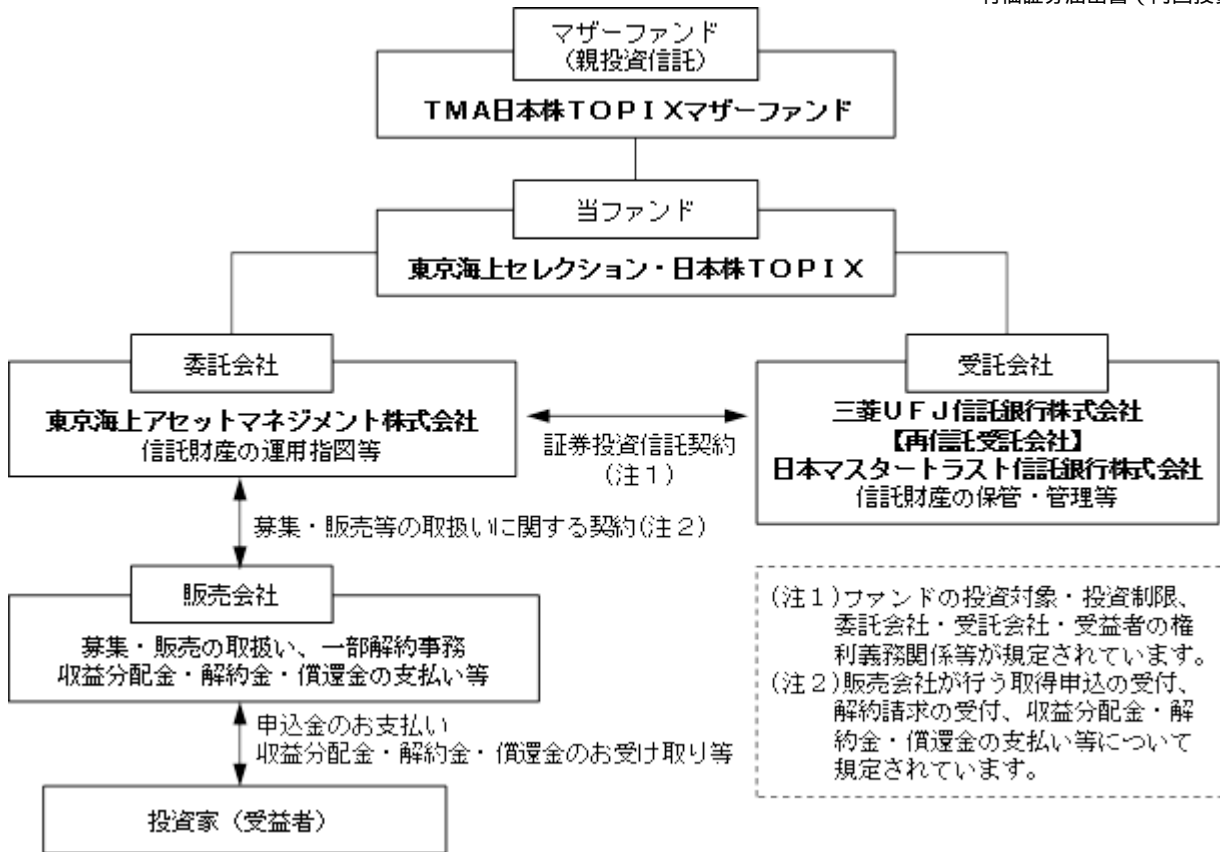 マザーファンド
(親投資信託)
TMA日本株TOPIXマザーファンド
当ファンド
東京海上セレクション・日本株TOPIX
委託会社
東京海上アセットマネジメント株式会社
信託財産の運用指図等
証券投資信託契約
(注1)
受託会社
三菱UFJ信託銀行株式会社
【再信託受託会社】
日本マスタートラスト信託銀行株式会社
信託財産の保管・管理等
募集・販売等の取扱いに関する契約(注2)
販売会社
募集・販売の取扱い、一部解約事務
収益分配金・解約金・償還金の支払い等
申込金のお支払い
収益分配金・解約金・償還金のお受け取り等
投資家(受益者)
(注1)ファンドの投資対象・投資制限、
委託会社・受託会社・受益者の権
利義務関係等が規定されています。
(注2)販売会社が行う取得申込の受付、
解約請求の受付、収益分配金・解
約金・償還金の支払い等について
規定されています。